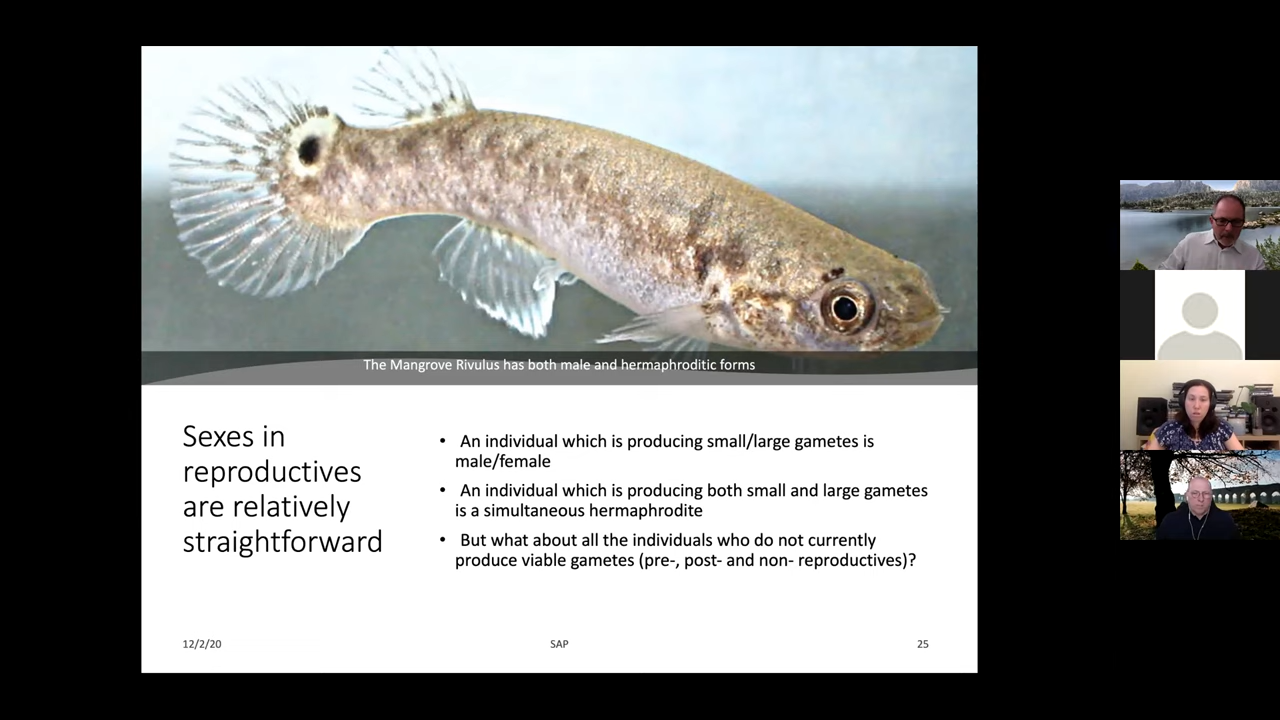 The Mangrove Rivulus has both male and hermaphroditic forms
Sexes in
reproductives
are relatively
straightforward
• An individual which is producing small/large gametes is
male/female
• An individual which is producing both small and large gametes
is a simultaneous hermaphrodite
• But what about all the individuals who do not currently
produce viable gametes (pre-, post- and non- reproductives)?
12/2/20
SAP
25